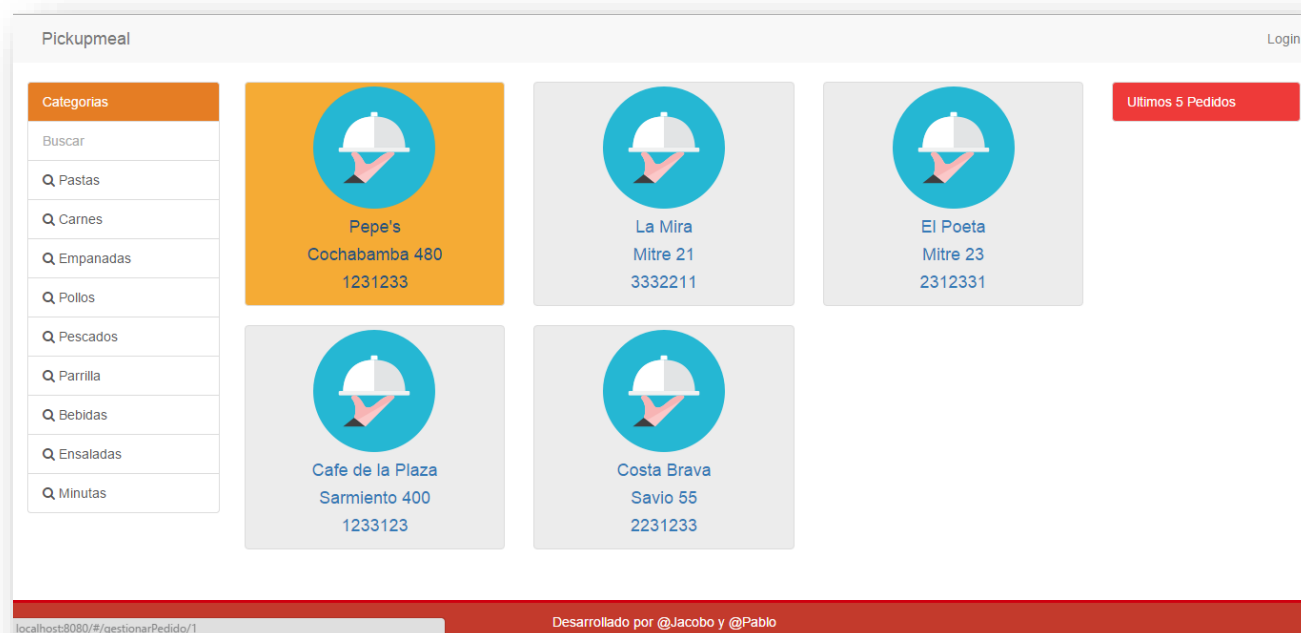 Pickupmeal
Login
Categorias
Buscar
Pastas
Carnes
Empanadas
Pollos
Pescados
Parrilla
Bebidas
Ensaladas
Minutas
Pepe's
Cochabamba 480
1231233
La Mira
Mitre 21
3332211
El Poeta
Mitre 23
2312331
Cafe de la Plaza
Sarmiento 400
1233123
Costa Brava
Savio 55
2231233
Ultimos 5 Pedidos
Desarrollado por @Jacobo y @Pablo
localhost:8080/#/gestionarPedido/1